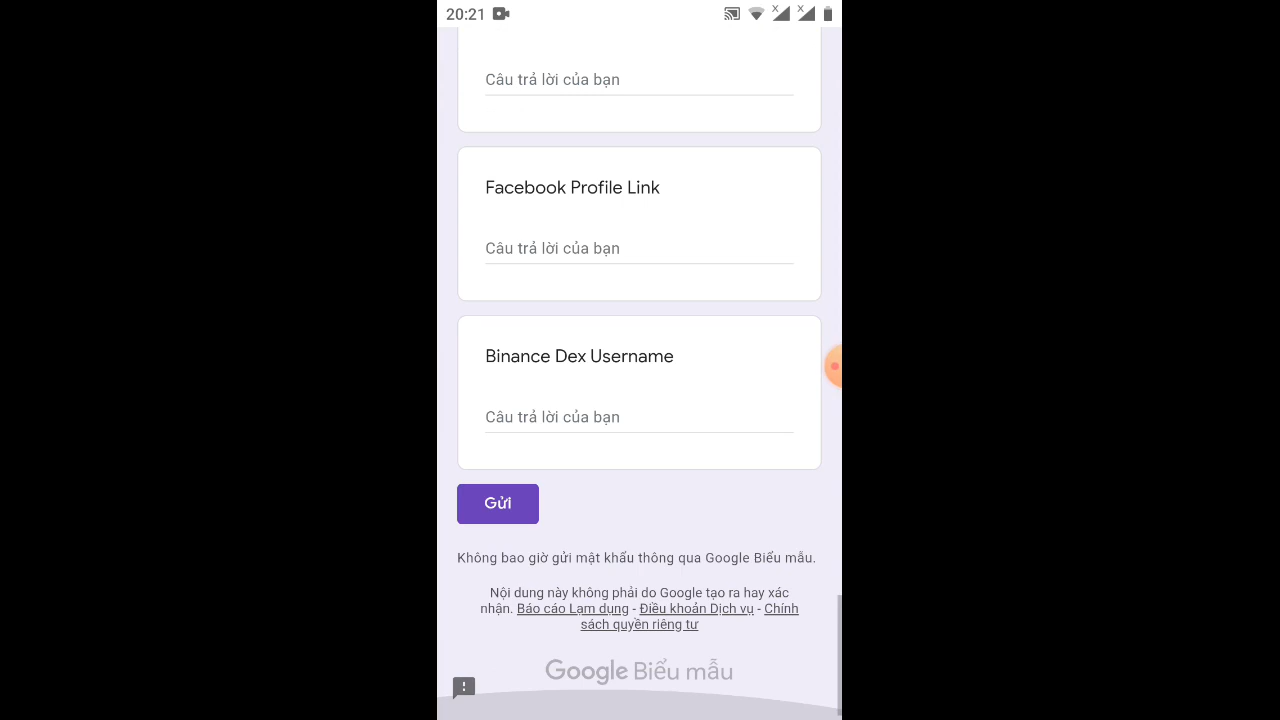 20:21
Câu trả lời của bạn
Facebook Profile Link
Câu trả lời của bạn
Binance Dex Username
Câu trả lời của bạn
Gửi
Không bao giờ gửi mật khẩu thông qua Google Biểu mẫu.
Nội dung này không phải do Google tạo ra hay xác
nhận. Báo cáo Lạm dụng - Điều khoản Dịch vụ - Chính
sách quyền riêng tư
Google Biểu mẫu